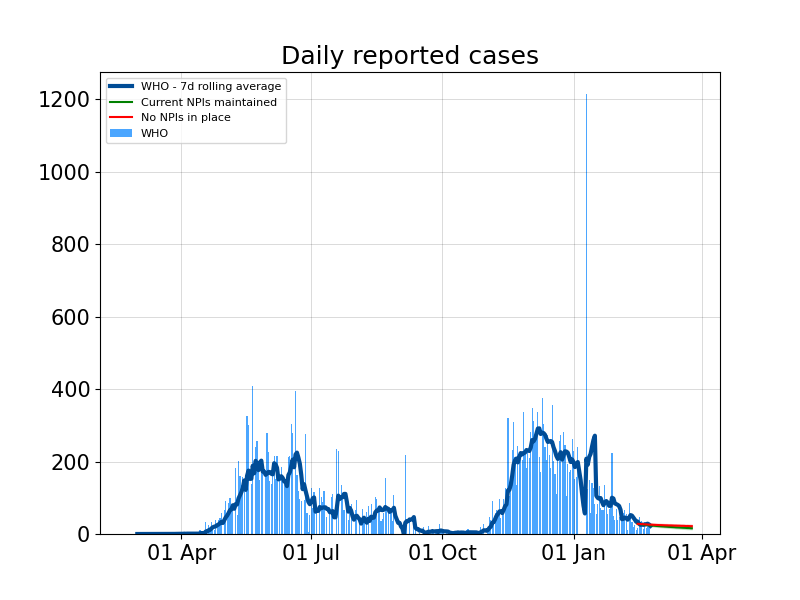 Daily reported cases
WHO - 7d rolling average
Current NPIs maintained
No NPIs in place
WHO
1200
1000
800
600
400
200
0
01 Apr 01 Jul 01 Oct 01 Jan 01 Apr